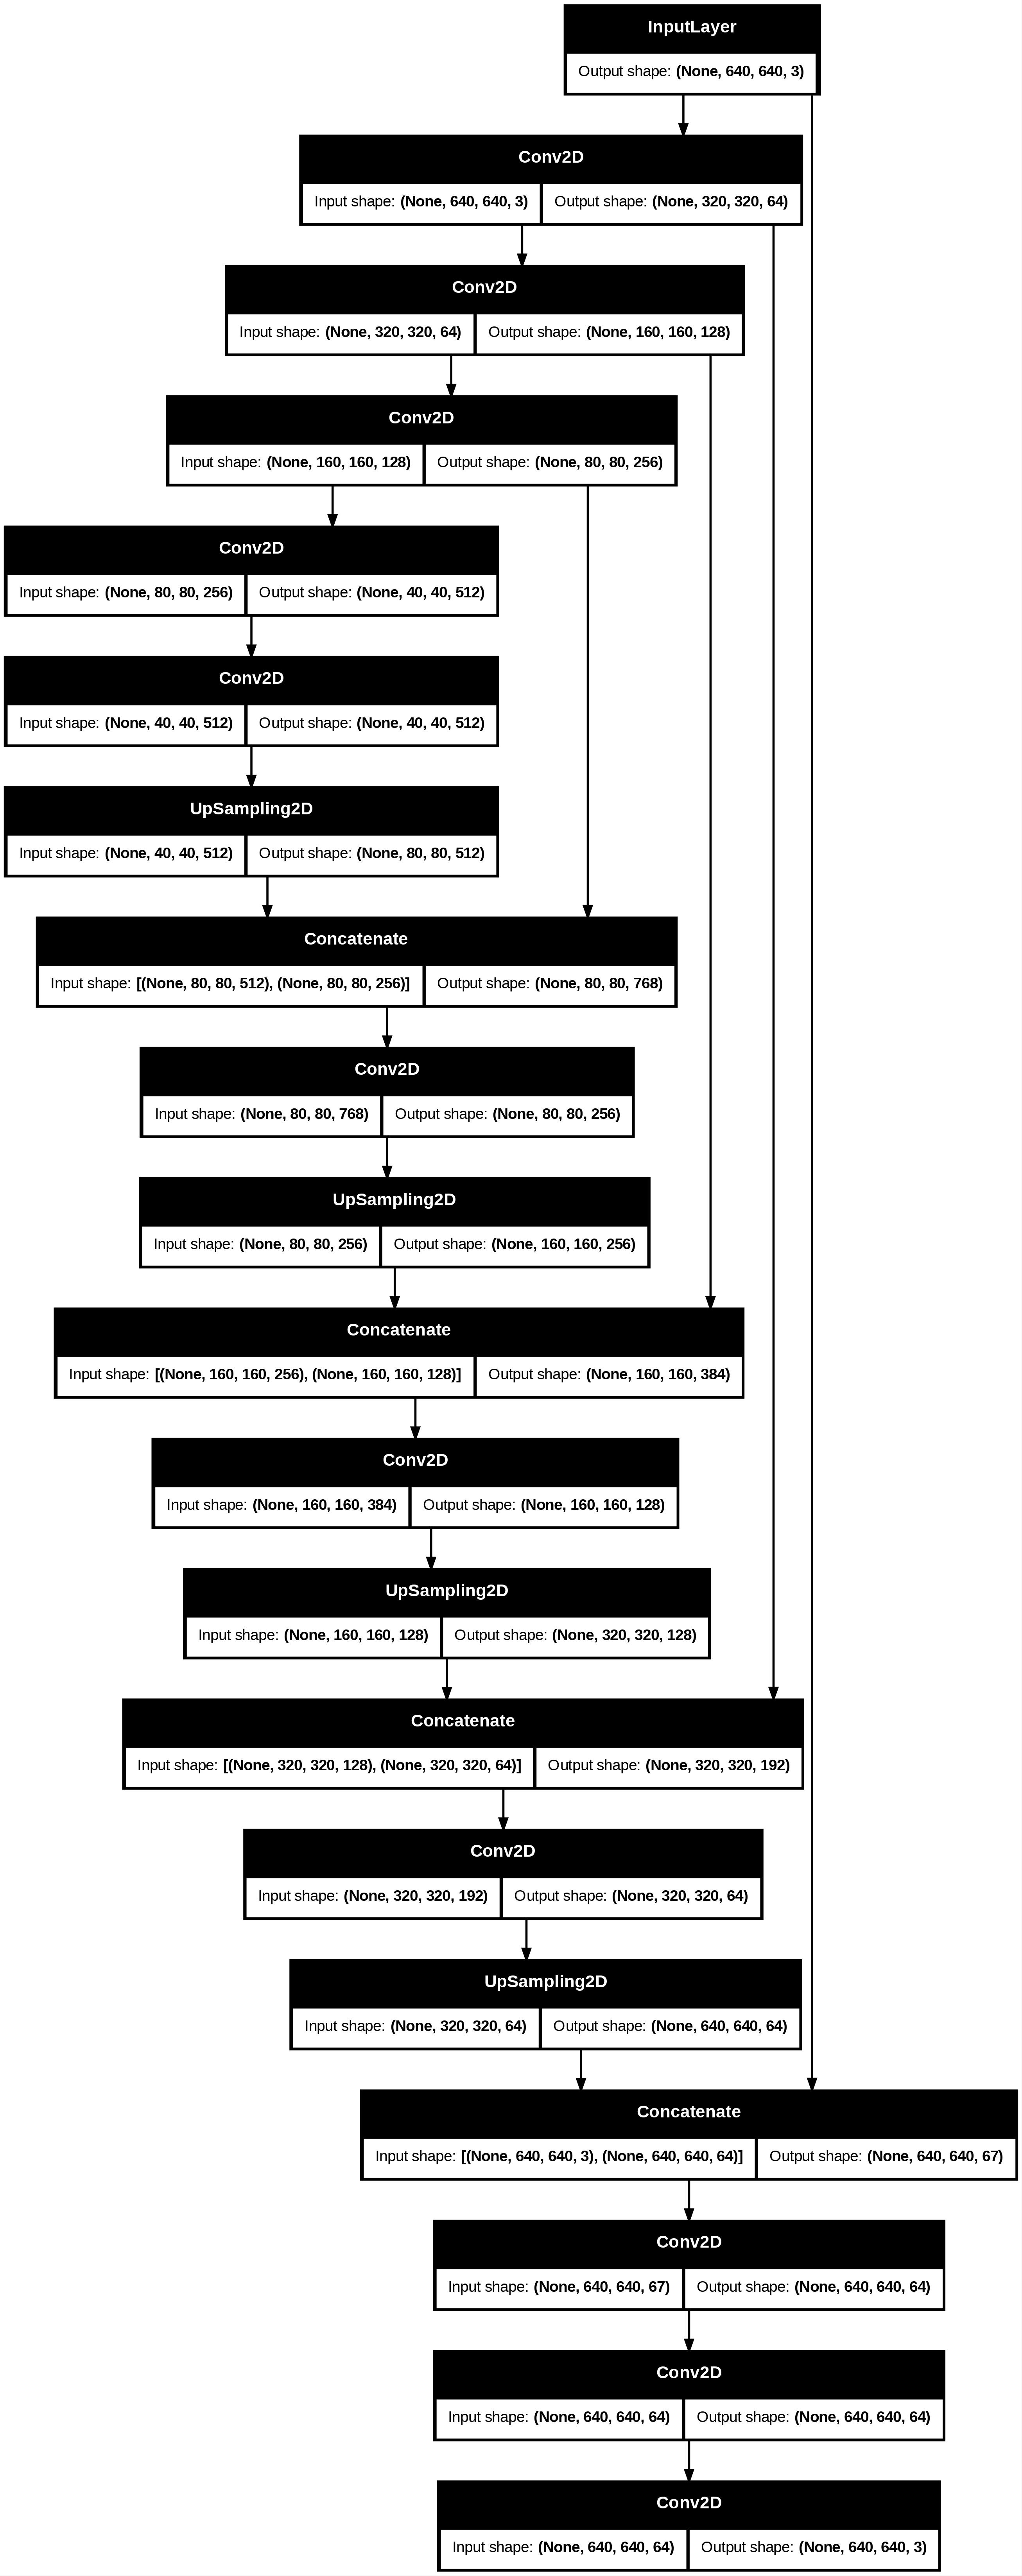 InputLayer
Output shape: (None, 640, 640, 3)
Conv2D
Input shape: (None, 640, 640, 3) Output shape: (None, 320, 320, 64)
Conv2D
Input shape: (None, 320, 320, 64) Output shape: (None, 160, 160, 128)
Conv2D
Input shape: (None, 160, 160, 128) Output shape: (None, 80, 80, 256)
Conv2D
Input shape: (None, 80, 80, 256) Output shape: (None, 40, 40, 512)
Conv2D
Input shape: (None, 40, 40, 512) Output shape: (None, 40, 40, 512)
UpSampling2D
Input shape: (None, 40, 40, 512) Output shape: (None, 80, 80, 512)
Concatenate
Input shape: [(None, 80, 80, 512), (None, 80, 80, 256)] Output shape: (None, 80, 80, 768)
Conv2D
Input shape: (None, 80, 80, 768) Output shape: (None, 80, 80, 256)
UpSampling2D
Input shape: (None, 80, 80, 256) Output shape: (None, 160, 160, 256)
Concatenate
Input shape: [(None, 160, 160, 256), (None, 160, 160, 128)] Output shape: (None, 160, 160, 384)
Conv2D
Input shape: (None, 160, 160, 384) Output shape: (None, 160, 160, 128)
UpSampling2D
Input shape: (None, 160, 160, 128) Output shape: (None, 320, 320, 128)
Concatenate
Input shape: [(None, 320, 320, 128), (None, 320, 320, 64)] Output shape: (None, 320, 320, 192)
Conv2D
Input shape: (None, 320, 320, 192) Output shape: (None, 320, 320, 64)
UpSampling2D
Input shape: (None, 320, 320, 64) Output shape: (None, 640, 640, 64)
Concatenate
Input shape: [(None, 640, 640, 3), (None, 640, 640, 64)] Output shape: (None, 640, 640, 67)
Conv2D
Input shape: (None, 640, 640, 67) Output shape: (None, 640, 640, 64)
Conv2D
Input shape: (None, 640, 640, 64) Output shape: (None, 640, 640, 64)
Conv2D
Input shape: (None, 640, 640, 64) Output shape: (None, 640, 640, 3)